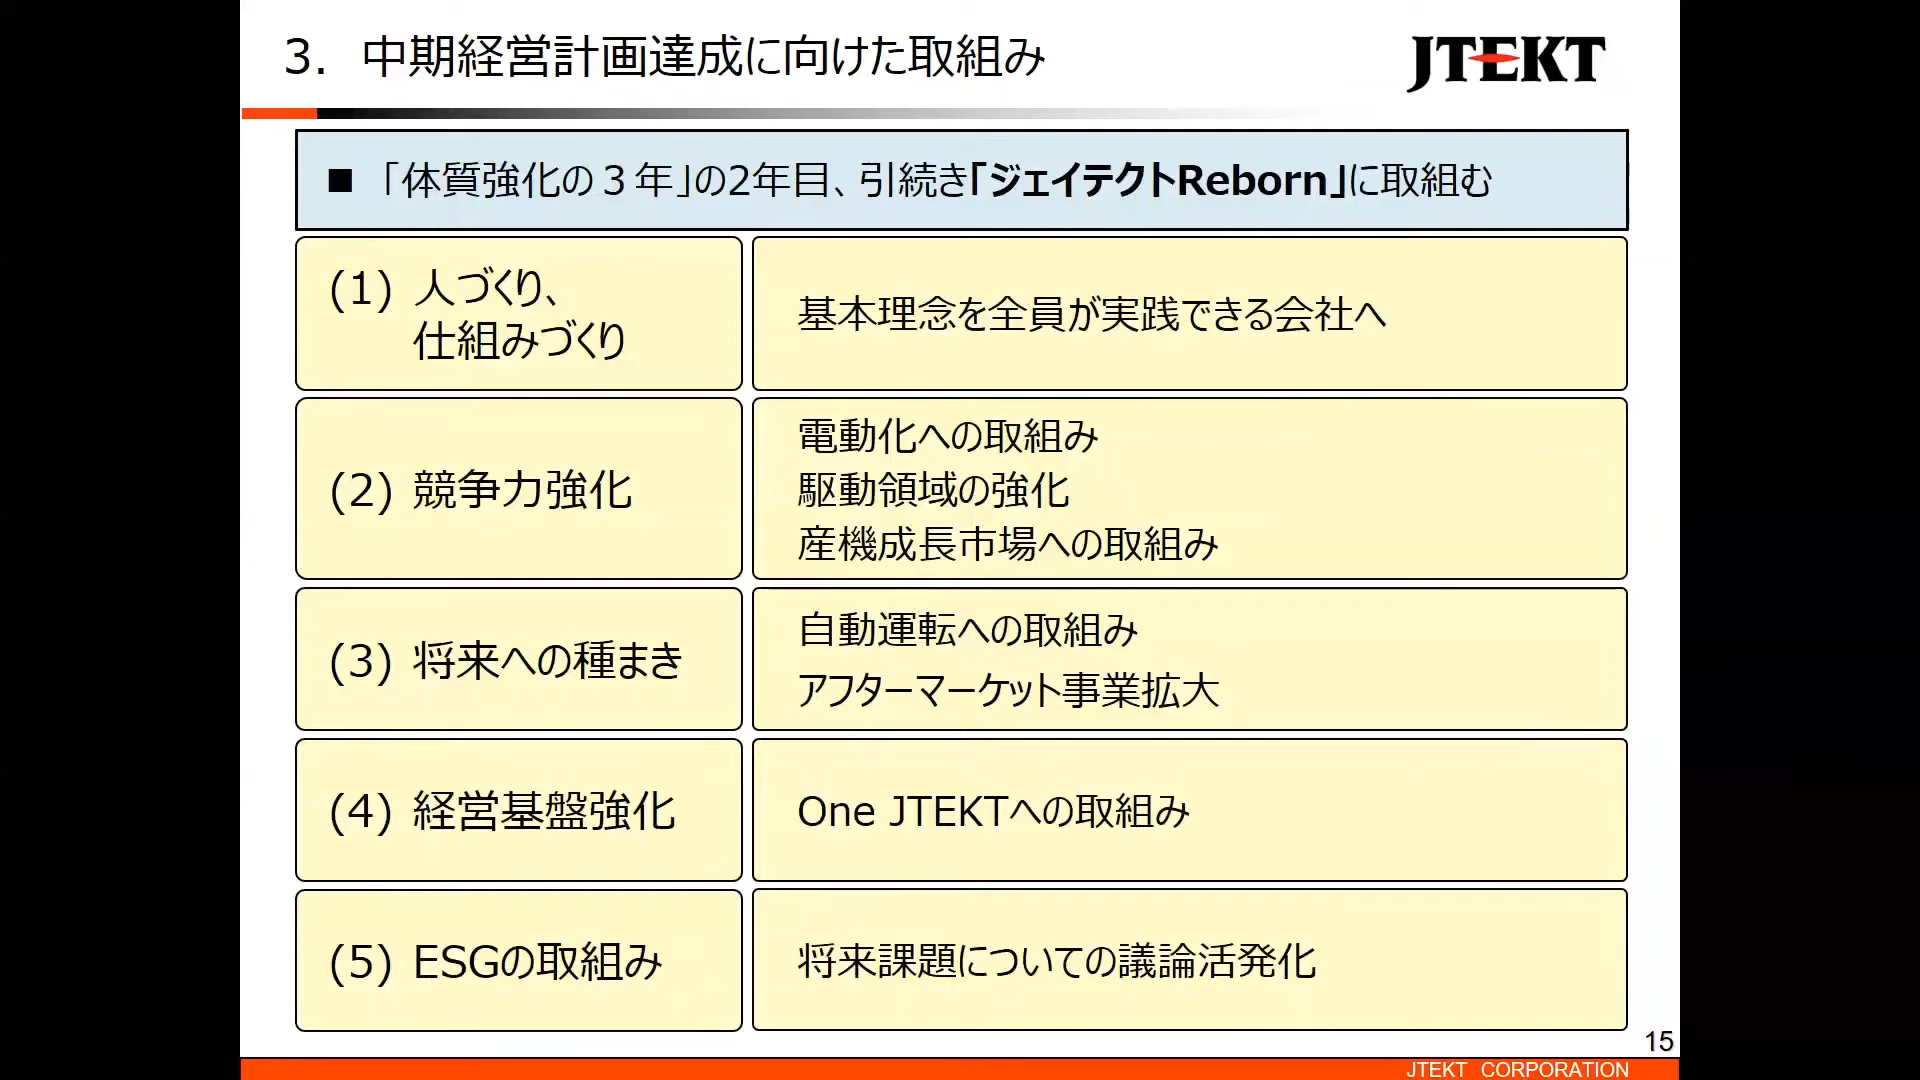 3. 中期経営計画達成に向けた取組み
JTEKT
■ 「体質強化の３年」の2年目、引続き「ジェイテクトReborn」に取組む
(1) 人づくり、
仕組みづくり
基本理念を全員が実践できる会社へ
(2) 競争力強化
電動化への取組み
駆動領域の強化
産機成長市場への取組み
(3) 将来への種まき
自動運転への取組み
アフターマーケット事業拡大
(4) 経営基盤強化
One JTEKTへの取組み
(5) ESGの取組み
将来課題についての議論活発化
15
JTEKT CORPORATION